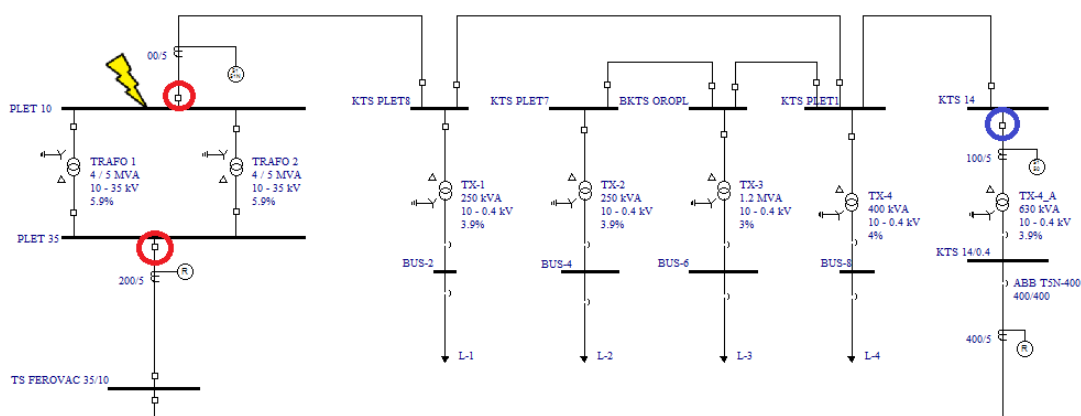 00/5
PLET 10
TRAFO 1
4 / 5 MVA
10 - 35 kV
5.9%
TRAFO 2
4 / 5 MVA
10 - 35 kV
5.9%
PLET 35
200/5
R
TS FEROVAC 35/10
KTS PLET8
TX-1
250 kVA
10 - 0.4 kV
3.9%
BUS-2
L-1
KTS PLET7
TX-2
250 kVA
10 - 0.4 kV
3.9%
BUS-4
L-2
BKTS OROPL
TX-3
1.2 MVA
10 - 0.4 kV
3%
BUS-6
L-3
KTS PLET1
TX-4
400 kVA
10 - 0.4 kV
4%
BUS-8
L-4
KTS 14
100/5
TX-4_A
630 kVA
10 - 0.4 kV
3.9%
KTS 14/0.4
ABB T5N-400
400/400
400/5
R